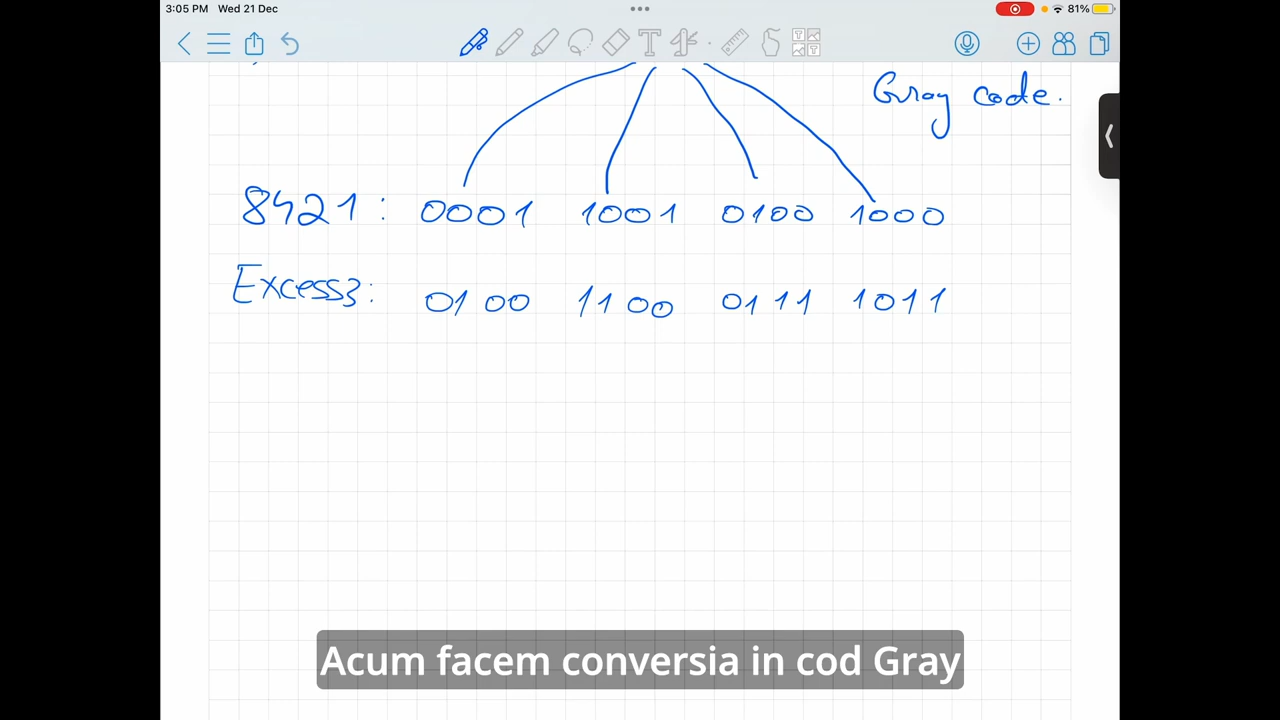 3:05 PM Wed 21 Dec
81%
Gray code.
8421: 0001 1001 0100 1000
Excess3: 0100 1100 0111 1011
Acum facem conversia in cod Gray